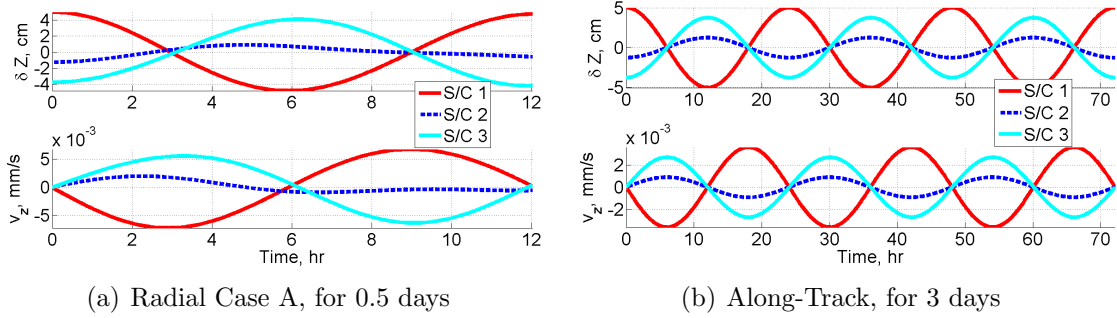 δ Z, cm
4
2
0
-2
-4
0 2 4 6 8 10 12
S/C 1
S/C 2
S/C 3
x 10⁻³
v_z, mm/s
5
0
-5
0 2 4 6 8 10 12
Time, hr
(a) Radial Case A, for 0.5 days
δ Z, cm
5
0
-5
0 10 20 30 40 50 60 70
S/C 1
S/C 2
S/C 3
x 10⁻³
v_z, mm/s
2
0
-2
0 10 20 30 40 50 60 70
Time, hr
(b) Along-Track, for 3 days